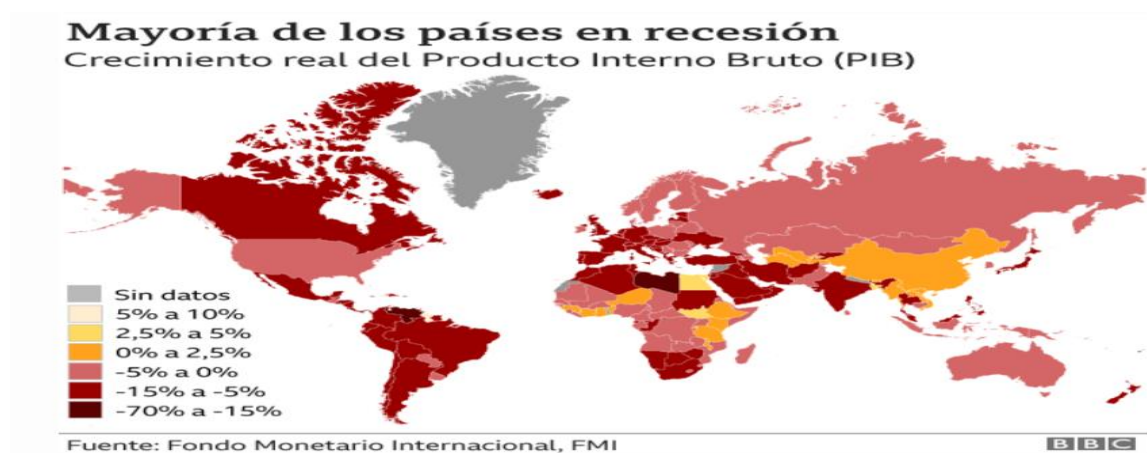 Mayoría de los países en recesión
Crecimiento real del Producto Interno Bruto (PIB)
Sin datos
5% a 10%
2,5% a 5%
0% a 2,5%
-5% a 0%
-15% a -5%
-70% a -15%
Fuente: Fondo Monetario Internacional, FMI
BBC